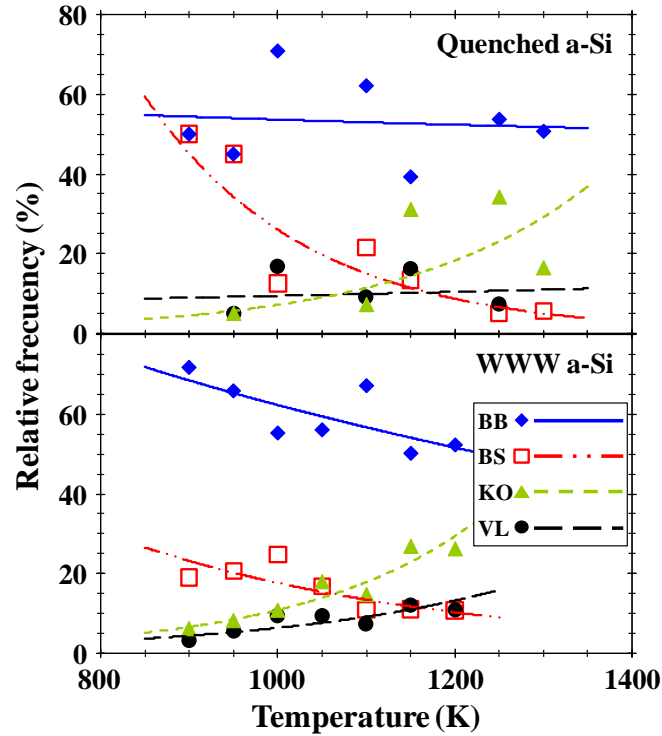 80
Quenched a-Si
60
40
20
0
Relative frecuency (%)
WWW a-Si
60
BB
BS
40
KO
VL
20
0
800
1000
1200
1400
Temperature (K)